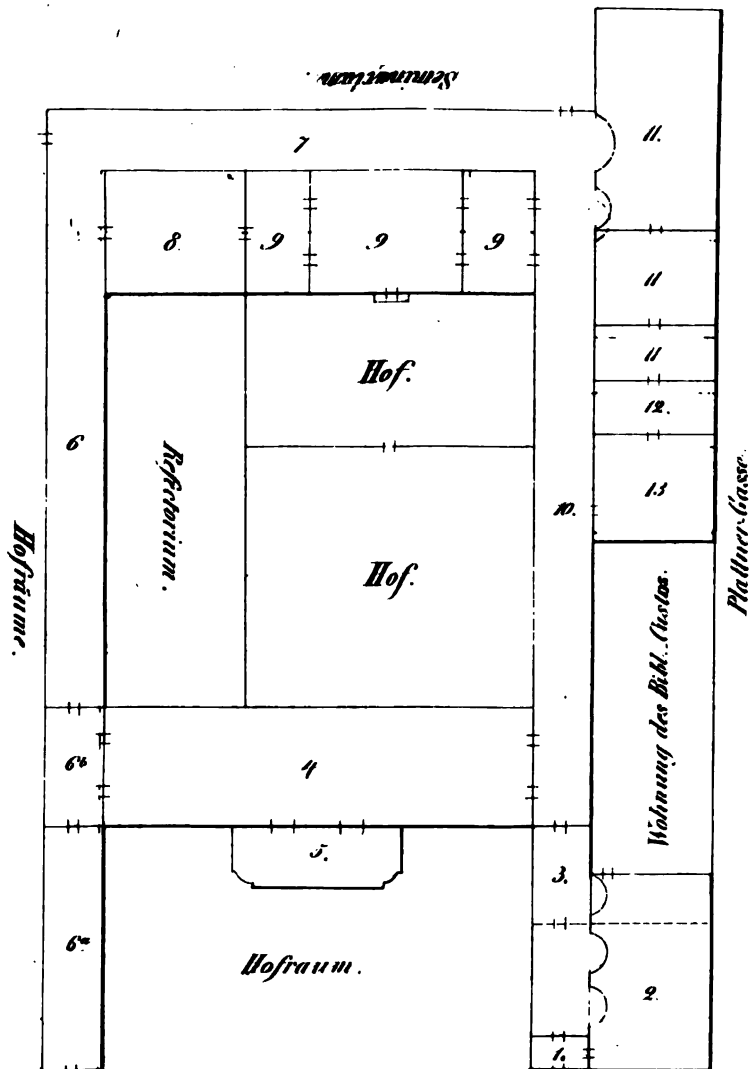 Seminarium.
7
11.
8.
9
9
9
11
Hof.
11
12.
6
Refectorium.
10.
13
Plattner-Gasse.
Hofräume.
Hof.
Wohnung des Bibl. Custos.
6b
4
5.
3.
6a
Hofraum.
2.
1.